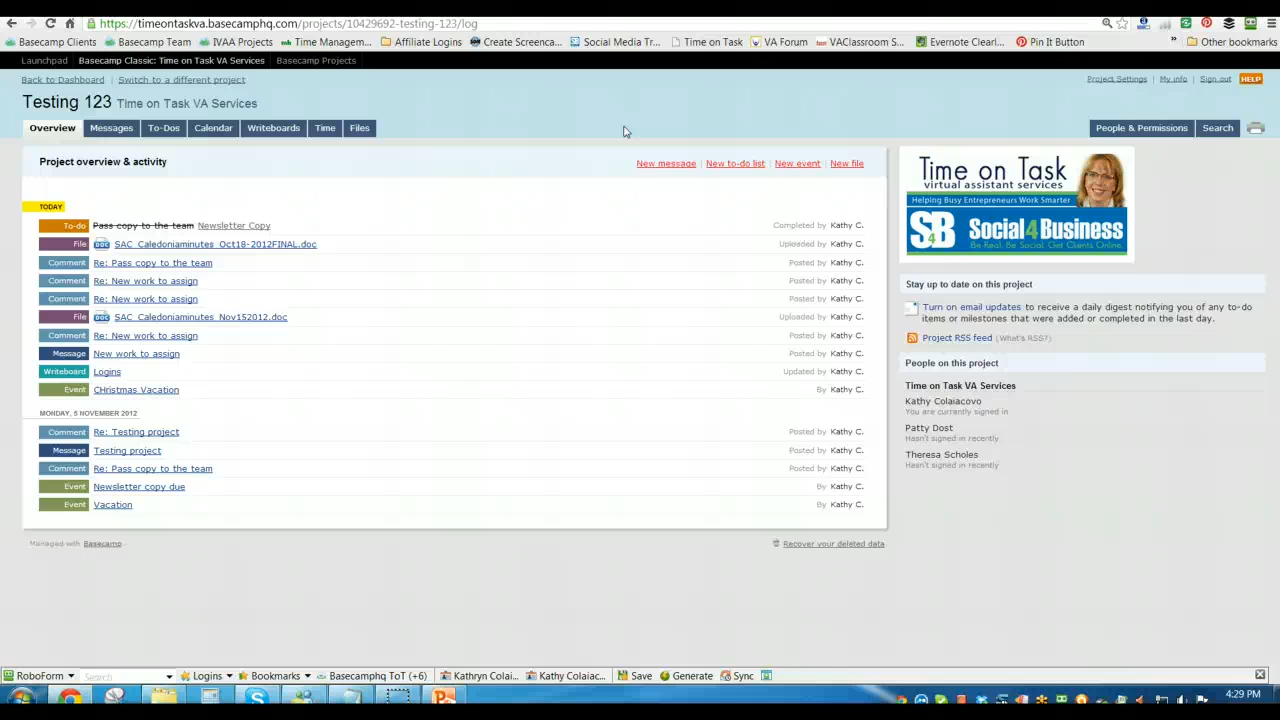 https://timeontaskva.basecamphq.com/projects/10429692-testing-123/log
Basecamp Clients Basecamp Team IVAA Projects Time Manage... Affiliate Login Create Screenca... Social Media Tr... Time on Task VA Forum VAClassroom S... Evernote Clearl... Pin It Button » Other bookmarks
Launchpad Basecamp Classic: Time on Task VA Services Basecamp Projects
Back to Dashboard | Switch to a different project
Project Settings | My info | Sign out HELP
Testing 123 Time on Task VA Services
Overview Messages To-Dos Calendar Writeboards Time Files
People & Permissions Search
Project overview & activity
New message | New to-do list | New event | New file
TODAY
To-do Pass copy to the team Newsletter Copy Completed by Kathy C.
File DOC SAC_Caledoniaminutes_Oct18-2012FINAL.doc Uploaded by Kathy C.
Comment Re: Pass copy to the team Posted by Kathy C.
Comment Re: New work to assign Posted by Kathy C.
Comment Re: New work to assign Posted by Kathy C.
File DOC SAC_Caledoniaminutes_Nov152012.doc Uploaded by Kathy C.
Comment Re: New work to assign Posted by Kathy C.
Message New work to assign Posted by Kathy C.
Writeboard Logins Updated by Kathy C.
Event CHristmas Vacation By Kathy C.
MONDAY, 5 NOVEMBER 2012
Comment Re: Testing project Posted by Kathy C.
Message Testing project Posted by Kathy C.
Comment Re: Pass copy to the team Posted by Kathy C.
Event Newsletter copy due By Kathy C.
Event Vacation By Kathy C.
Managed with Basecamp
Recover your deleted data
Time on Task
virtual assistant services
Helping Busy Entrepreneurs Work Smarter
S4B Social4Business
Be Real. Be Social. Get Clients Online.
Stay up to date on this project
Turn on email updates to receive a daily digest notifying you of any to-do
items or milestones that were added or completed in the last day.
Project RSS feed (What's RSS?)
People on this project
Time on Task VA Services
Kathy Colaiacovo
You are currently signed in
Patty Dost
Hasn't signed in recently
Theresa Scholes
Hasn't signed in recently
RoboForm Search Logins Bookmarks Basecamphq ToT (+6) Kathryn Colai... Kathy Colaiac... Save Generate Sync
4:29 PM